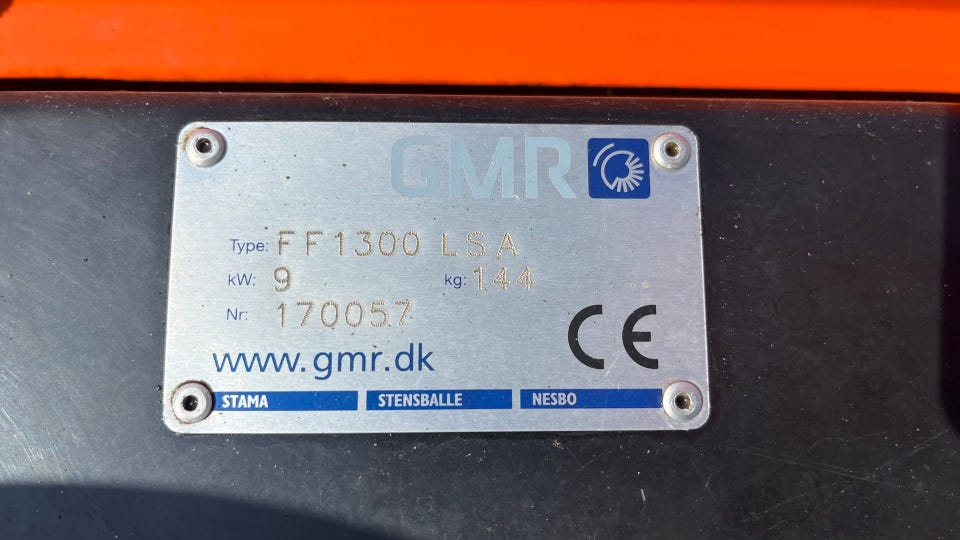 GMR
Type: FF1300 LSA
kW: 9 kg: 144
Nr: 170057
www.gmr.dk
CE
STAMA STENSBALLE NESBO